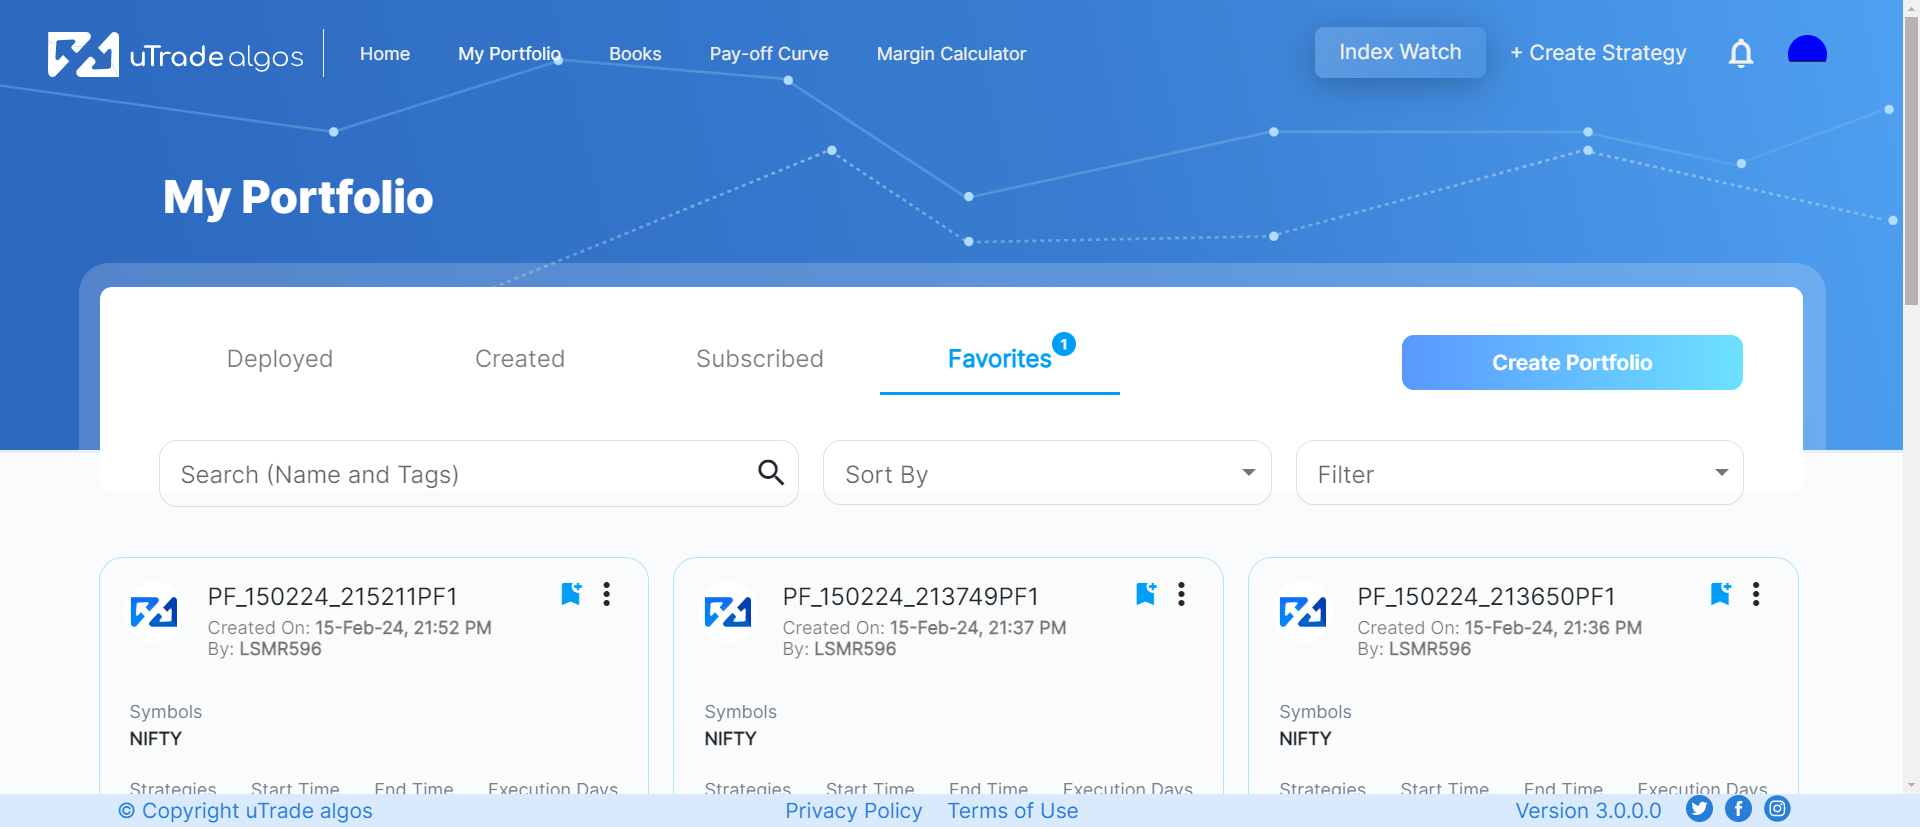 uTrade algos
Home
My Portfolio
Books
Pay-off Curve
Margin Calculator
Index Watch
+ Create Strategy
My Portfolio
Deployed
Created
Subscribed
Favorites
1
Create Portfolio
Search (Name and Tags)
Sort By
Filter
PF_150224_215211PF1
Created On: 15-Feb-24, 21:52 PM
By: LSMR596
Symbols
NIFTY
Strategies Start Time End Time Execution Days
PF_150224_213749PF1
Created On: 15-Feb-24, 21:37 PM
By: LSMR596
Symbols
NIFTY
Strategies Start Time End Time Execution Days
PF_150224_213650PF1
Created On: 15-Feb-24, 21:36 PM
By: LSMR596
Symbols
NIFTY
Strategies Start Time End Time Execution Days
© Copyright uTrade algos
Privacy Policy
Terms of Use
Version 3.0.0.0